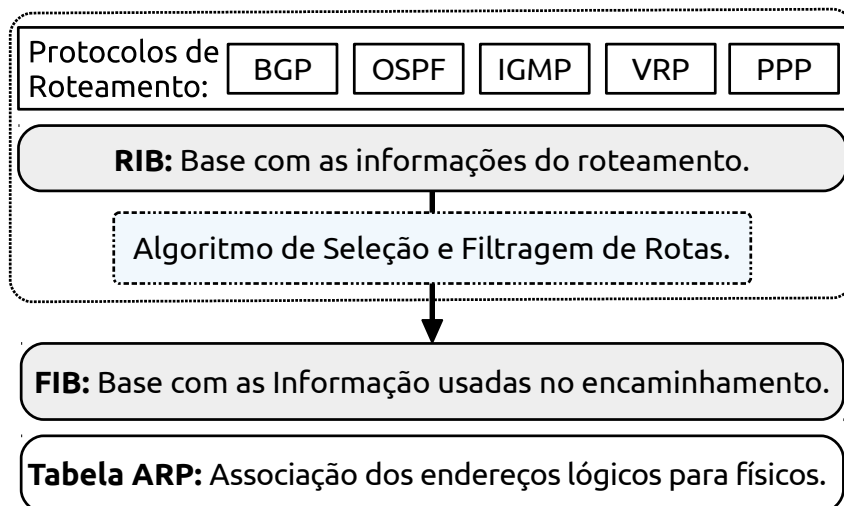 Protocolos de
Roteamento:
BGP OSPF IGMP VRP PPP
RIB: Base com as informações do roteamento.
Algoritmo de Seleção e Filtragem de Rotas.
FIB: Base com as Informação usadas no encaminhamento.
Tabela ARP: Associação dos endereços lógicos para físicos.